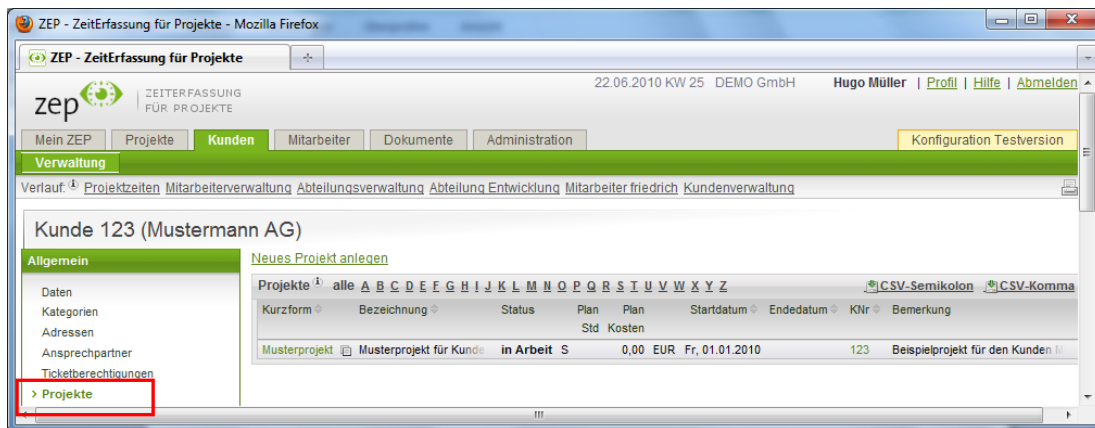 ZEP - ZeitErfassung für Projekte - Mozilla Firefox
ZEP - ZeitErfassung für Projekte
22.06.2010 KW 25 DEMO GmbH Hugo Müller | Profil | Hilfe | Abmelden
zep ZEITERFASSUNG
FÜR PROJEKTE
Mein ZEP Projekte Kunden Mitarbeiter Dokumente Administration Konfiguration Testversion
Verwaltung
Verlauf: Projektzeiten Mitarbeiterverwaltung Abteilungsverwaltung Abteilung Entwicklung Mitarbeiter friedrich Kundenverwaltung
Kunde 123 (Mustermann AG)
Allgemein
Daten
Kategorien
Adressen
Ansprechpartner
Ticketberechtigungen
> Projekte
Neues Projekt anlegen
Projekte i alle A B C D E F G H I J K L M N O P Q R S T U V W X Y Z CSV-Semikolon CSV-Komma
Kurzform Bezeichnung Status Plan Plan Startdatum Endedatum KNr Bemerkung
Std Kosten
Musterprojekt Musterprojekt für Kunde in Arbeit S 0,00 EUR Fr, 01.01.2010 123 Beispielprojekt für den Kunden